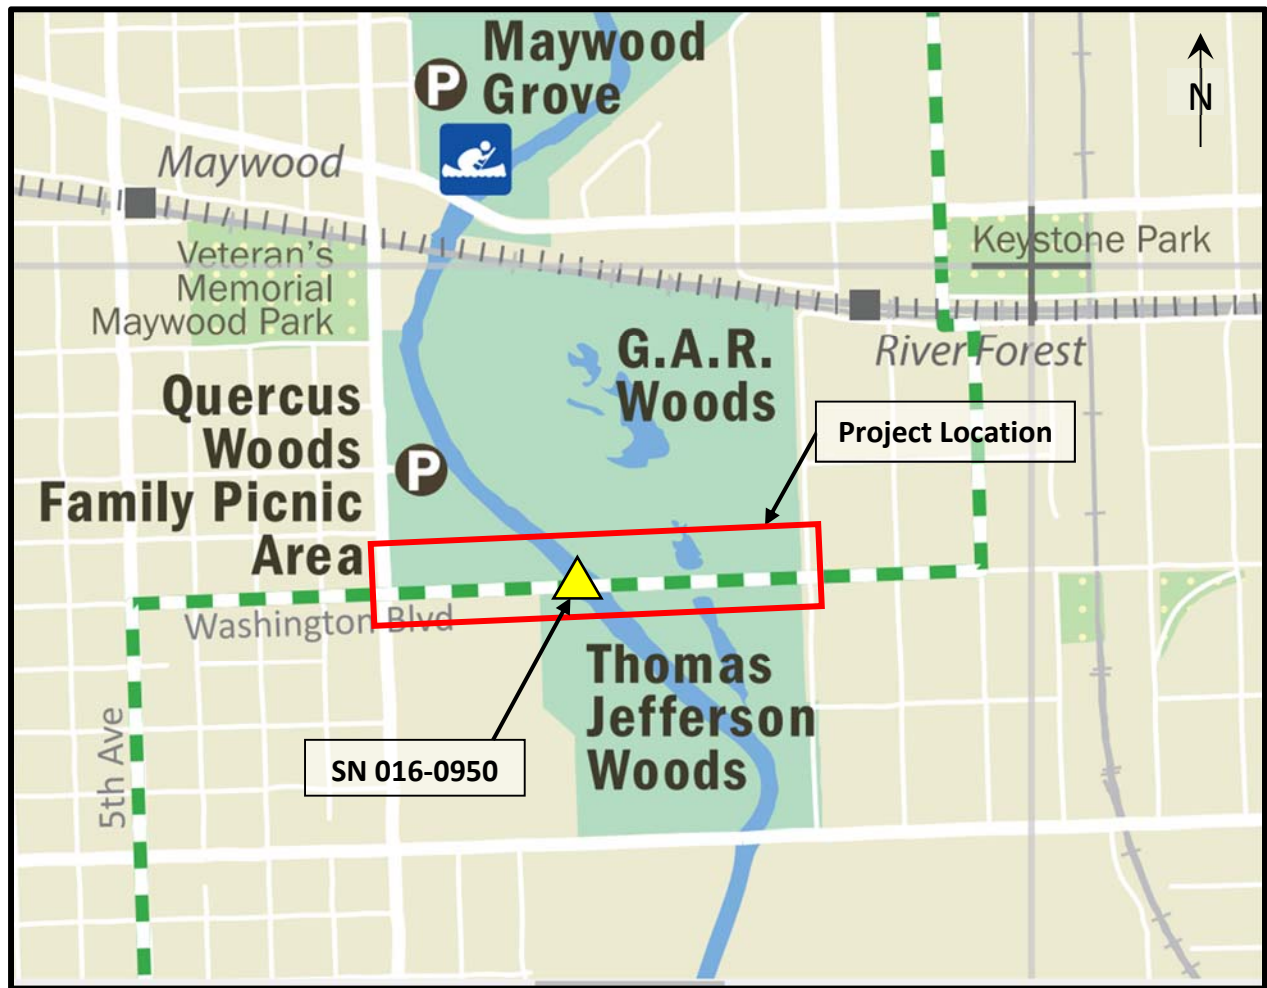 Maywood
Grove
P
N
Maywood
Keystone Park
Veteran's
Memorial
Maywood Park
G.A.R.
Woods
River Forest
Quercus
Woods
Family Picnic
Area
P
Project Location
Washington Blvd
Thomas
Jefferson
Woods
5th Ave
SN 016-0950